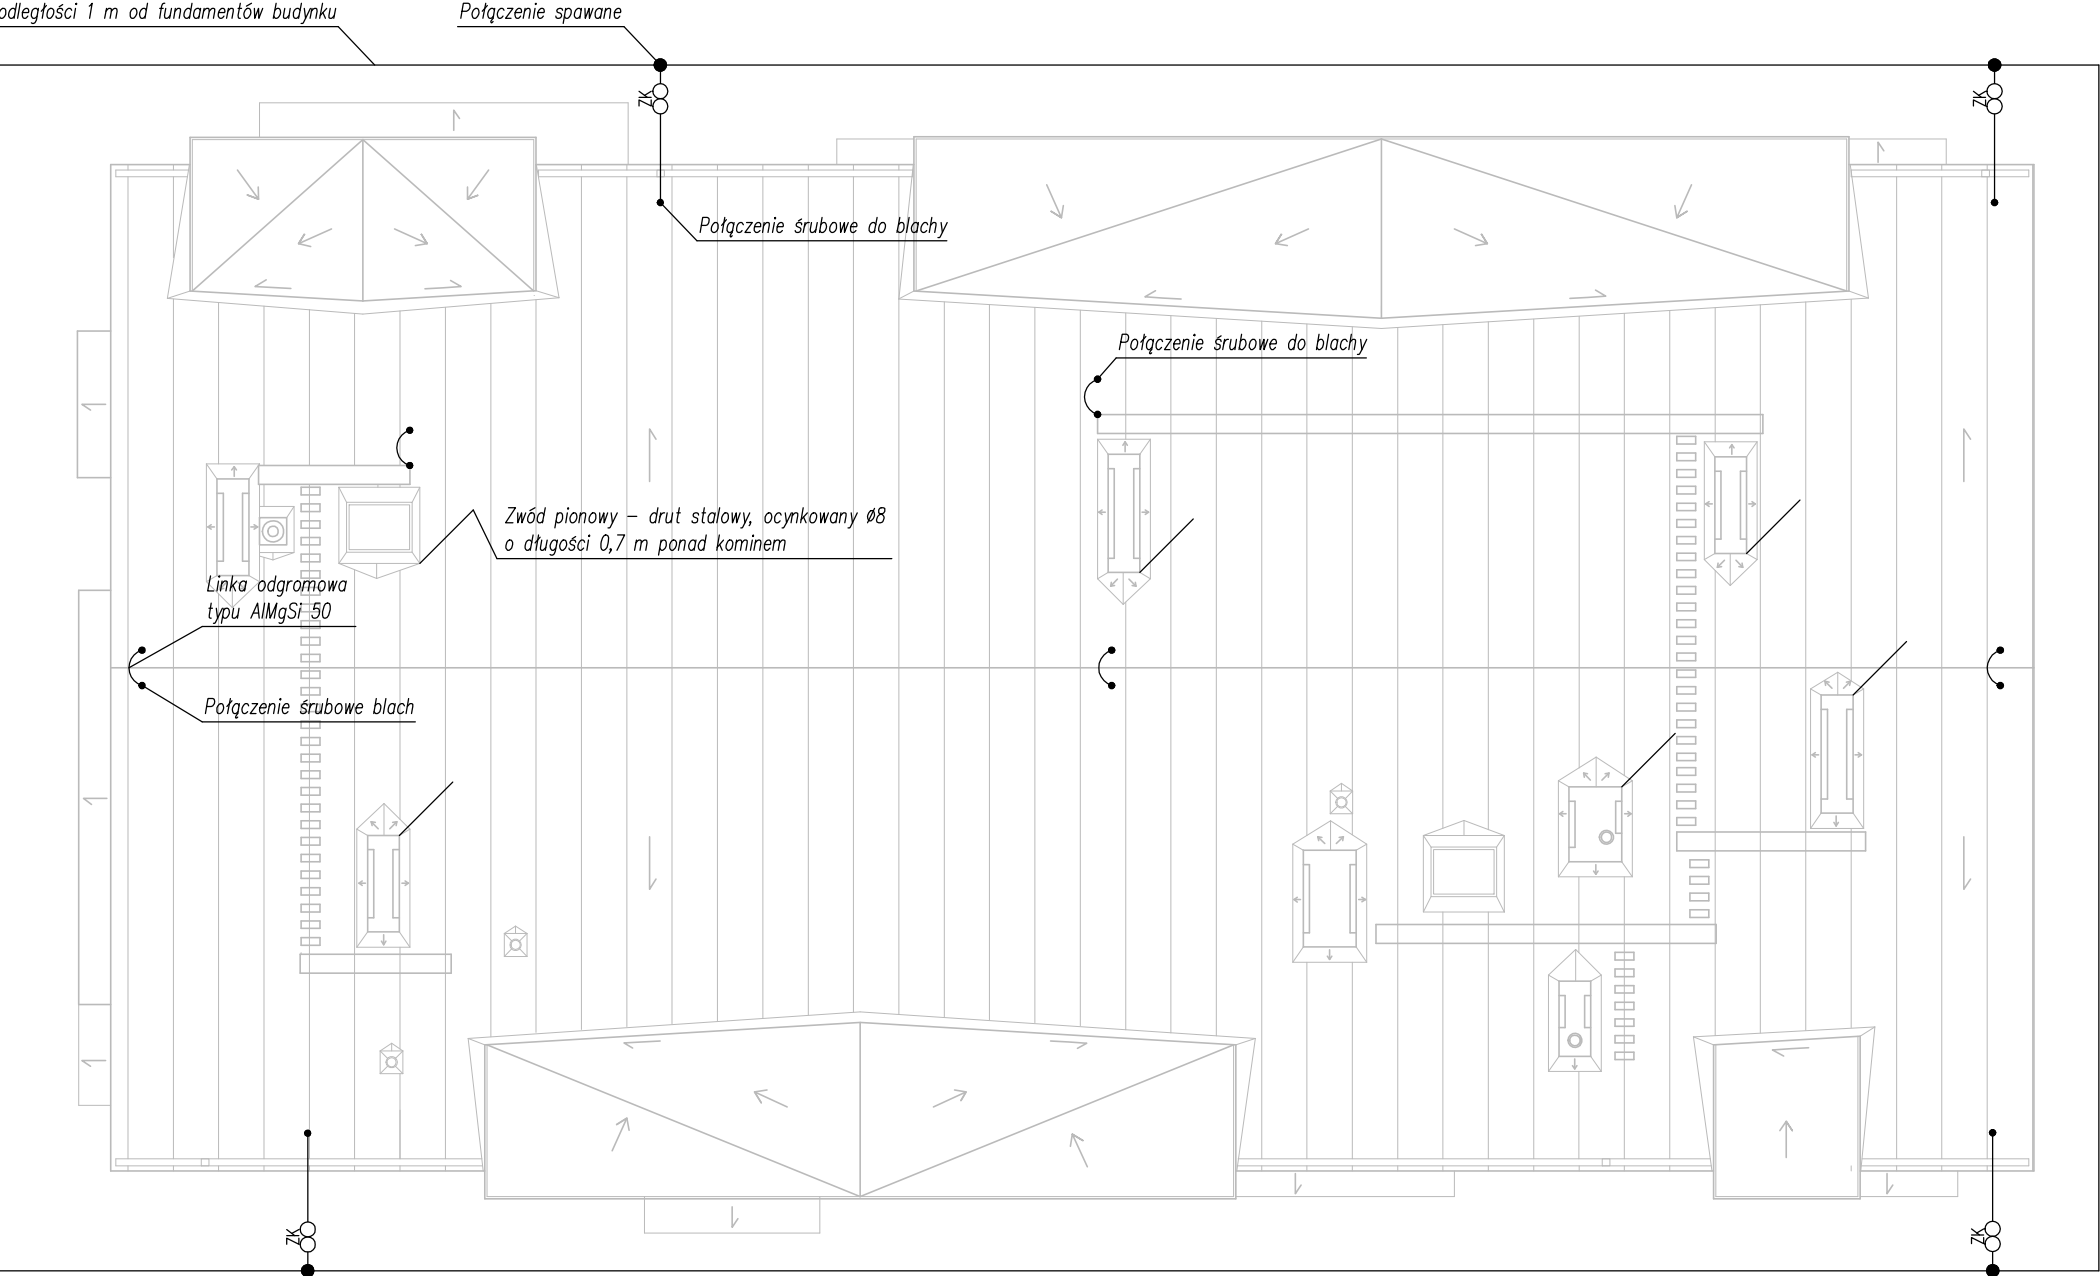 odległości 1 m od fundamentów budynku
Połączenie spawane
ZK
ZK
Połączenie śrubowe do blachy
Połączenie śrubowe do blachy
Zwód pionowy – drut stalowy, ocynkowany ø8
o długości 0,7 m ponad kominem
Linka odgromowa
typu AlMgSi 50
Połączenie śrubowe blach
ZK
ZK